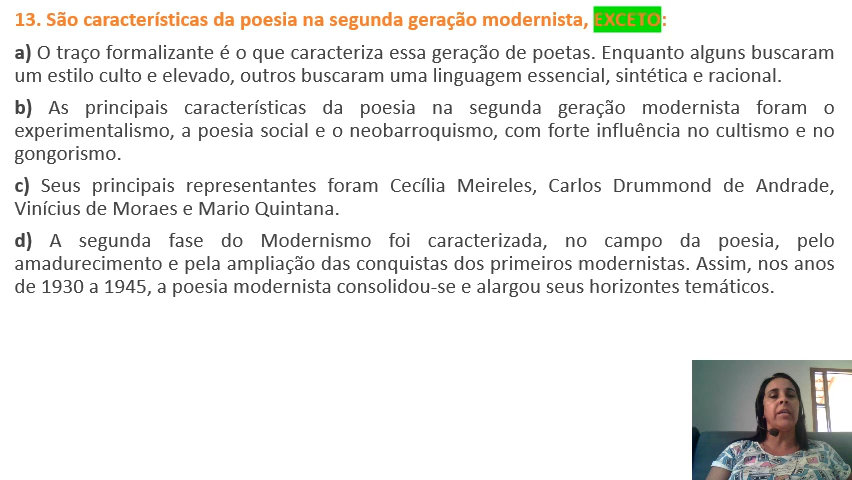 13. São características da poesia na segunda geração modernista, EXCETO:
a) O traço formalizante é o que caracteriza essa geração de poetas. Enquanto alguns buscaram
um estilo culto e elevado, outros buscaram uma linguagem essencial, sintética e racional.
b) As principais características da poesia na segunda geração modernista foram o
experimentalismo, a poesia social e o neobarroquismo, com forte influência no cultismo e no
gongorismo.
c) Seus principais representantes foram Cecília Meireles, Carlos Drummond de Andrade,
Vinícius de Moraes e Mario Quintana.
d) A segunda fase do Modernismo foi caracterizada, no campo da poesia, pelo
amadurecimento e pela ampliação das conquistas dos primeiros modernistas. Assim, nos anos
de 1930 a 1945, a poesia modernista consolidou-se e alargou seus horizontes temáticos.